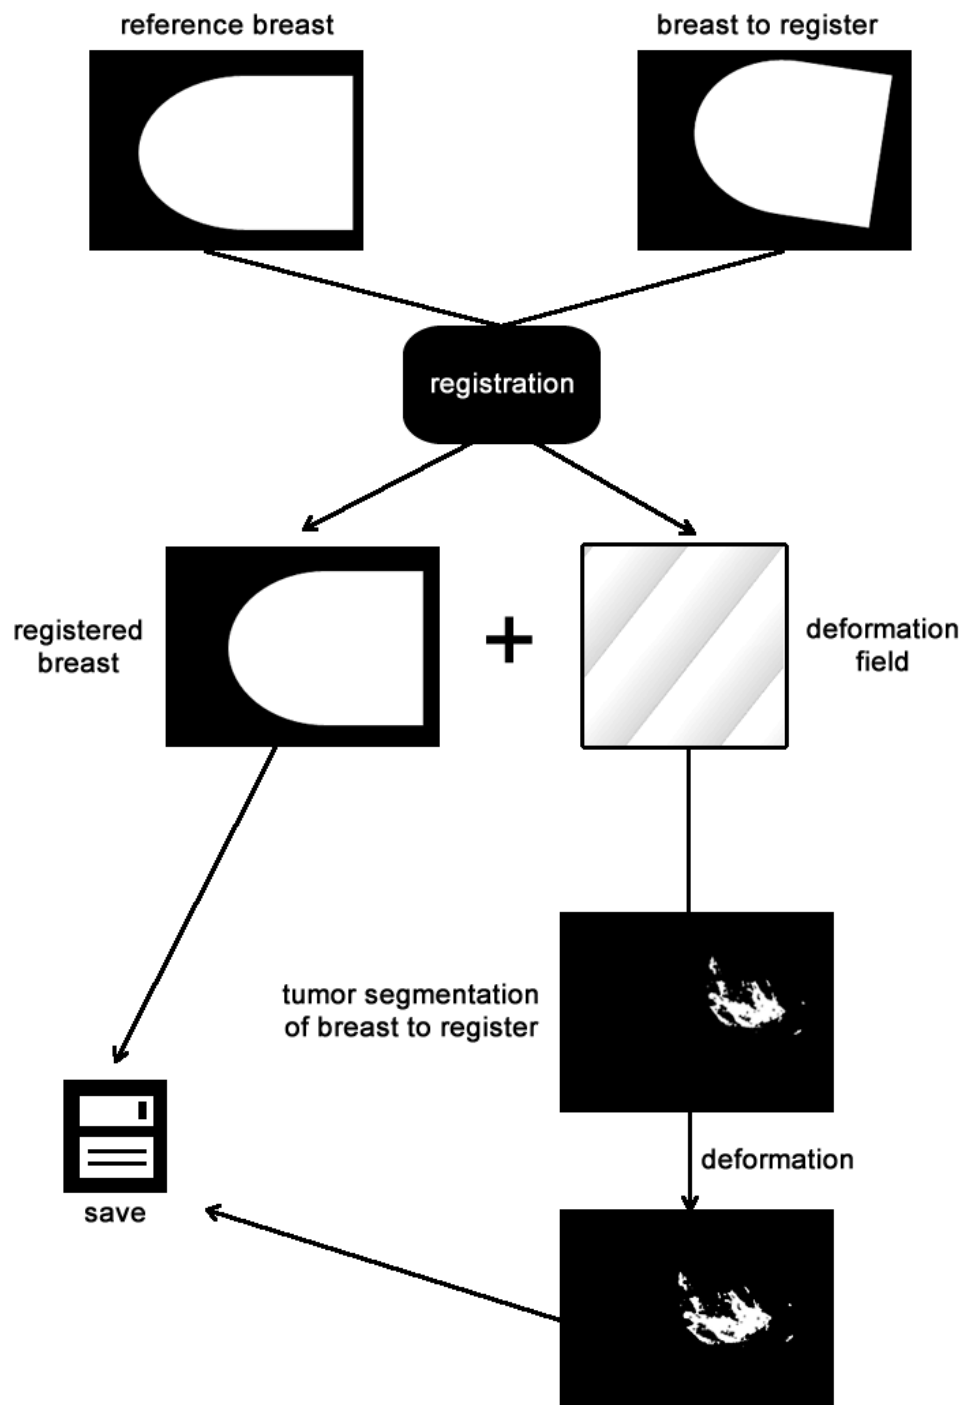 reference breast
breast to register
registration
registered
breast
+
deformation
field
tumor segmentation
of breast to register
deformation
save